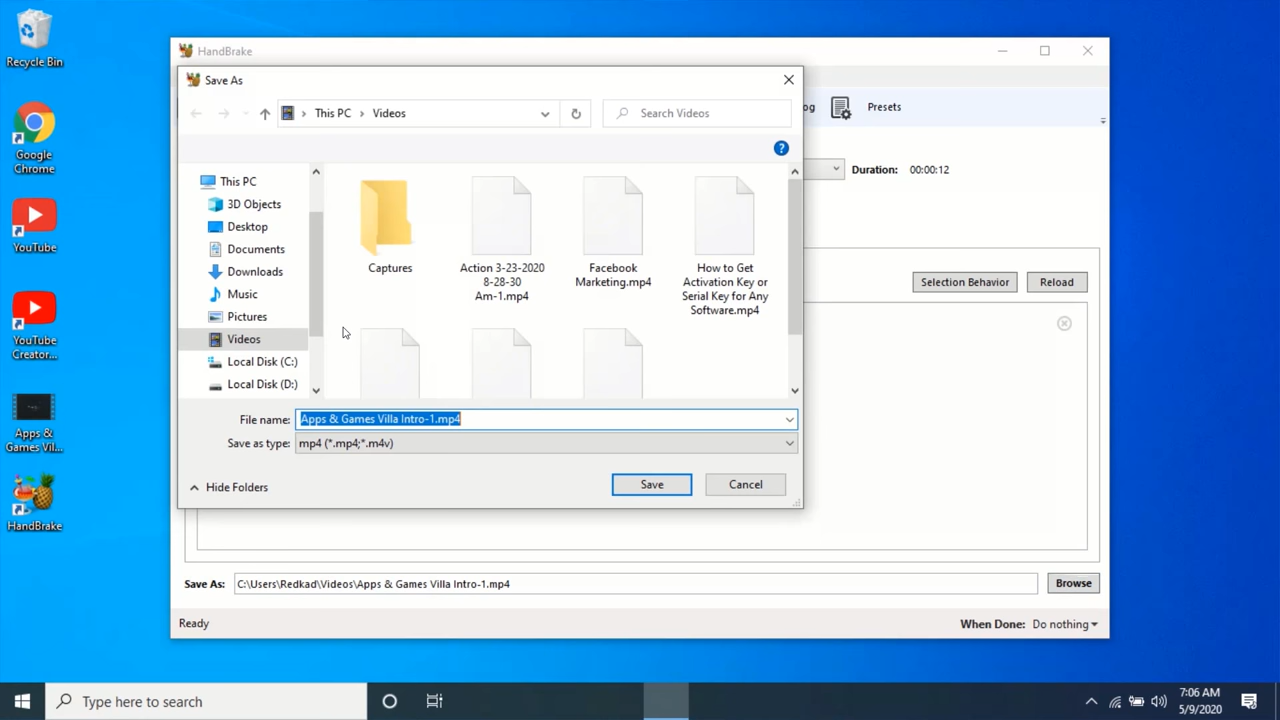 Recycle Bin
Google
Chrome
YouTube
YouTube
Creator...
Apps &
Games Vil...
HandBrake
HandBrake
Save As
This PC
Videos
Search Videos
og
Presets
?
Duration:
00:00:12
This PC
3D Objects
Desktop
Documents
Downloads
Music
Pictures
Videos
Local Disk (C:)
Local Disk (D:)
Captures
Action 3-23-2020
8-28-30
Am-1.mp4
Facebook
Marketing.mp4
How to Get
Activation Key or
Serial Key for Any
Software.mp4
Selection Behavior
Reload
File name:
Apps & Games Villa Intro-1.mp4
Save as type:
mp4 (*.mp4;*.m4v)
Hide Folders
Save
Cancel
Save As:
C:\Users\Redkad\Videos\Apps & Games Villa Intro-1.mp4
Browse
Ready
When Done:
Do nothing
Type here to search
7:06 AM
5/9/2020